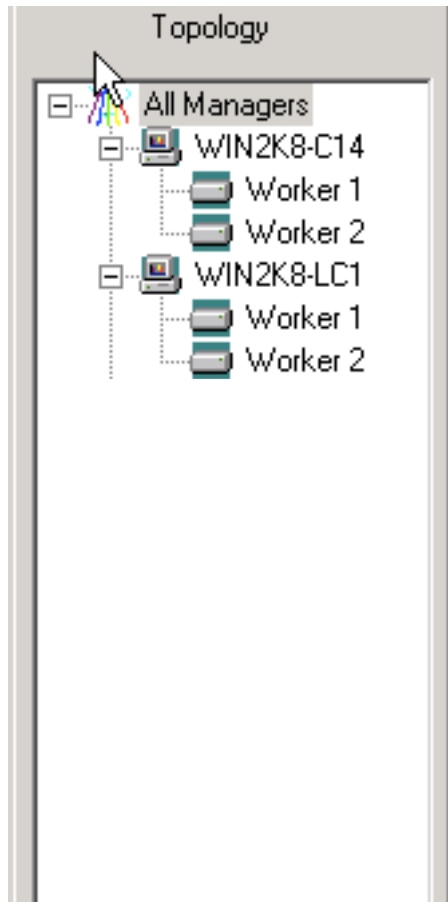 Topology
All Managers
WIN2K8-C14
Worker 1
Worker 2
WIN2K8-LC1
Worker 1
Worker 2